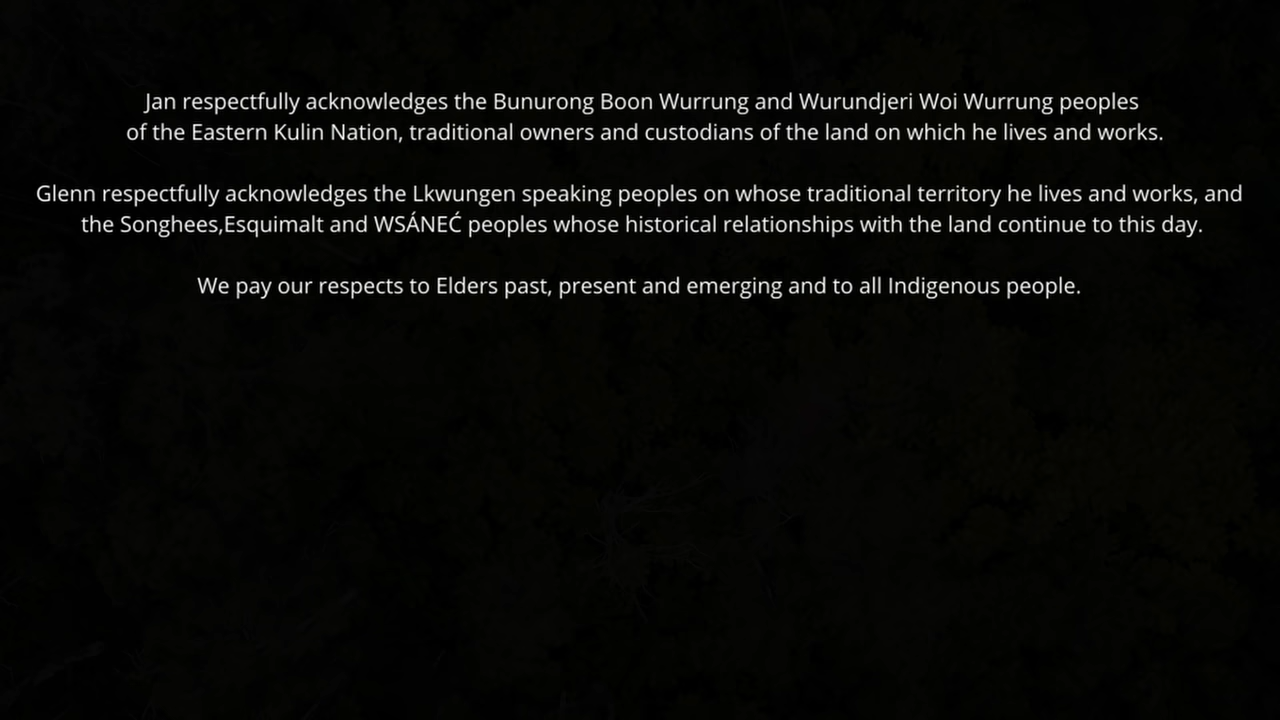 Jan respectfully acknowledges the Bunurong Boon Wurrung and Wurundjeri Woi Wurrung peoples
of the Eastern Kulin Nation, traditional owners and custodians of the land on which he lives and works.
Glenn respectfully acknowledges the Lkwungen speaking peoples on whose traditional territory he lives and works, and
the Songhees,Esquimalt and WSÁNEĆ peoples whose historical relationships with the land continue to this day.
We pay our respects to Elders past, present and emerging and to all Indigenous people.